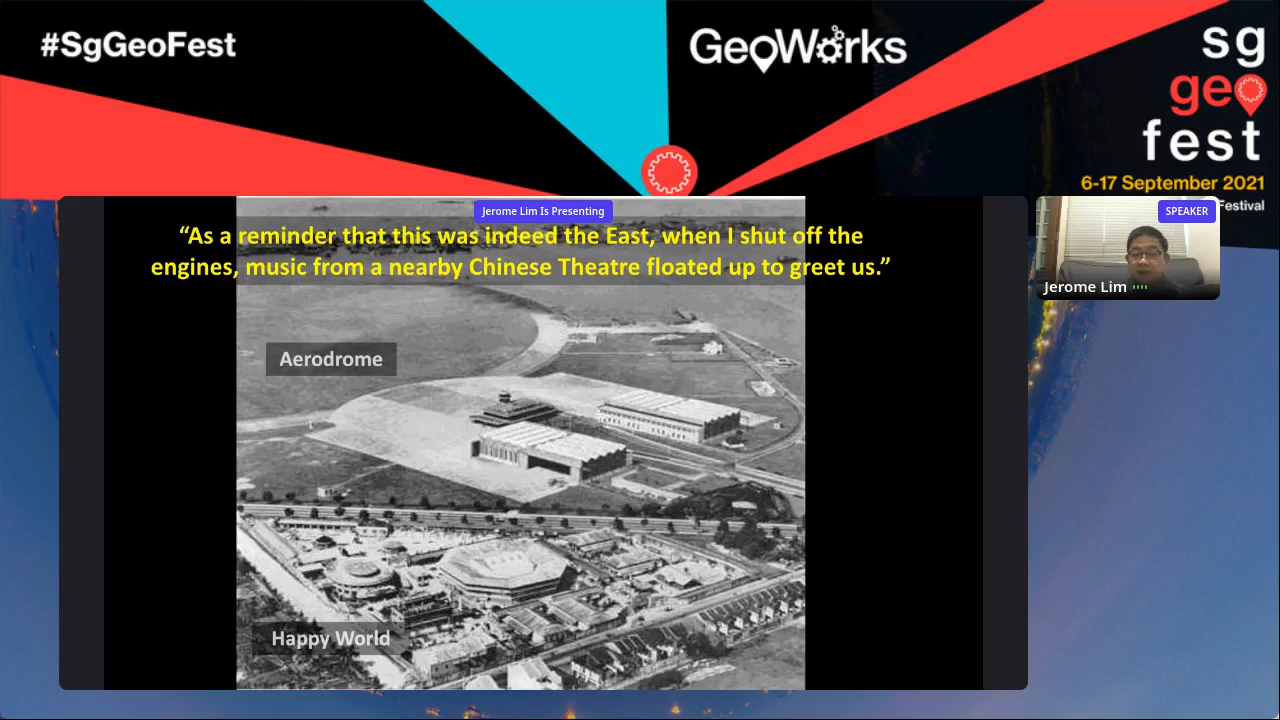 #SgGeoFest
GeoWorks
sg
geo
fest
6-17 September 2021
Festival
Jerome Lim Is Presenting
SPEAKER
“As a reminder that this was indeed the East, when I shut off the
engines, music from a nearby Chinese Theatre floated up to greet us.”
Jerome Lim
Aerodrome
Happy World